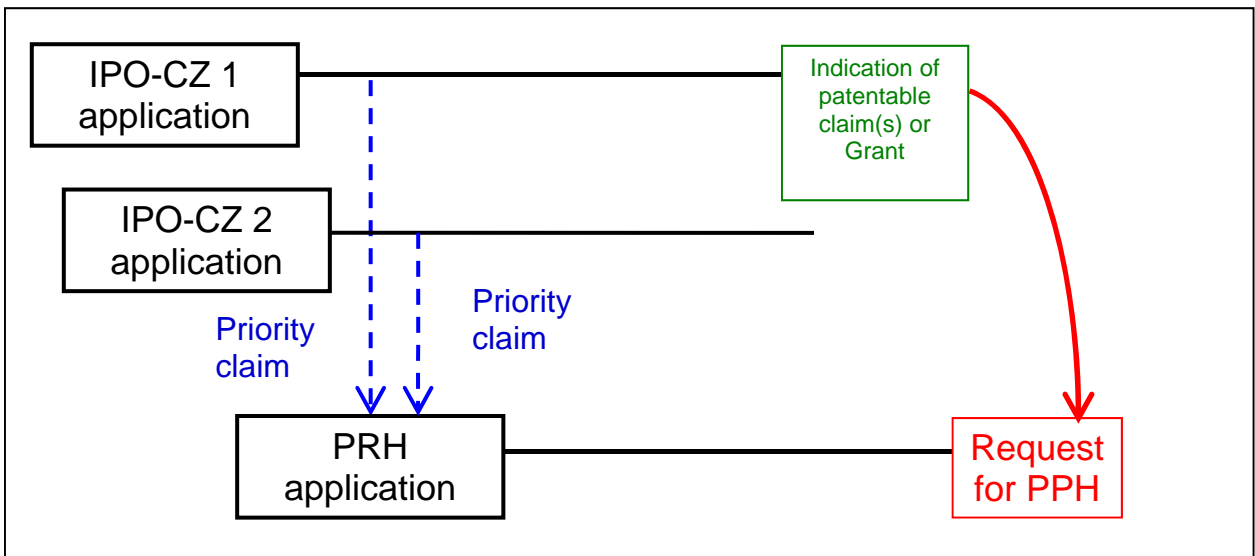 IPO-CZ 1
application
Indication of
patentable
claim(s) or
Grant
IPO-CZ 2
application
Priority
claim
Priority
claim
PRH
application
Request
for PPH